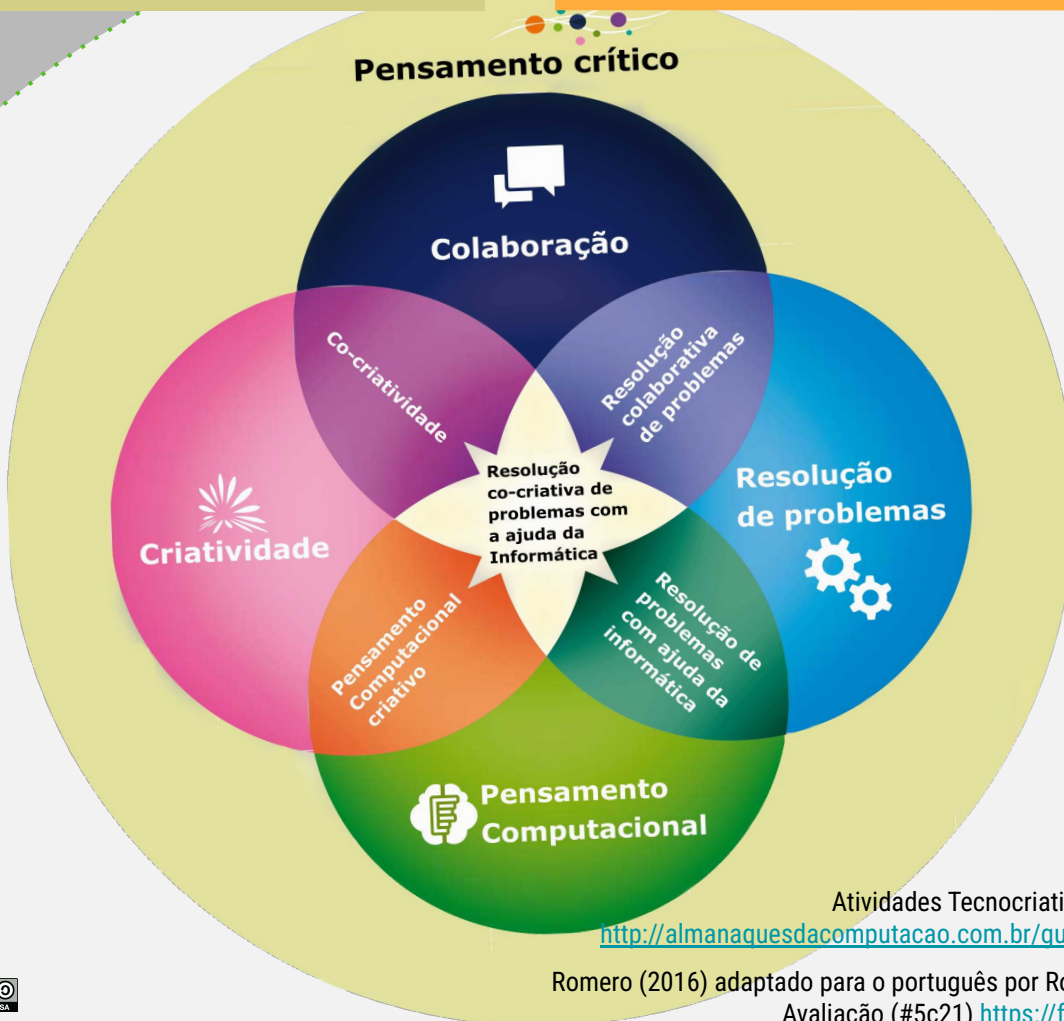 Pensamento crítico
Colaboração
Co-criatividade
Resolução
colaborativa
de problemas
Resolução
co-criativa de
problemas com
a ajuda da
Informática
Resolução
de problemas
Criatividade
Pensamento
Computacional
criativo
Resolução de
problemas
com ajuda da
informática
Pensamento
Computacional
Atividades Tecnocriati
http://almanaquesdacomputacao.com.br/gu
Romero (2016) adaptado para o português por Ro
Avaliação (#5c21) https://f
SA